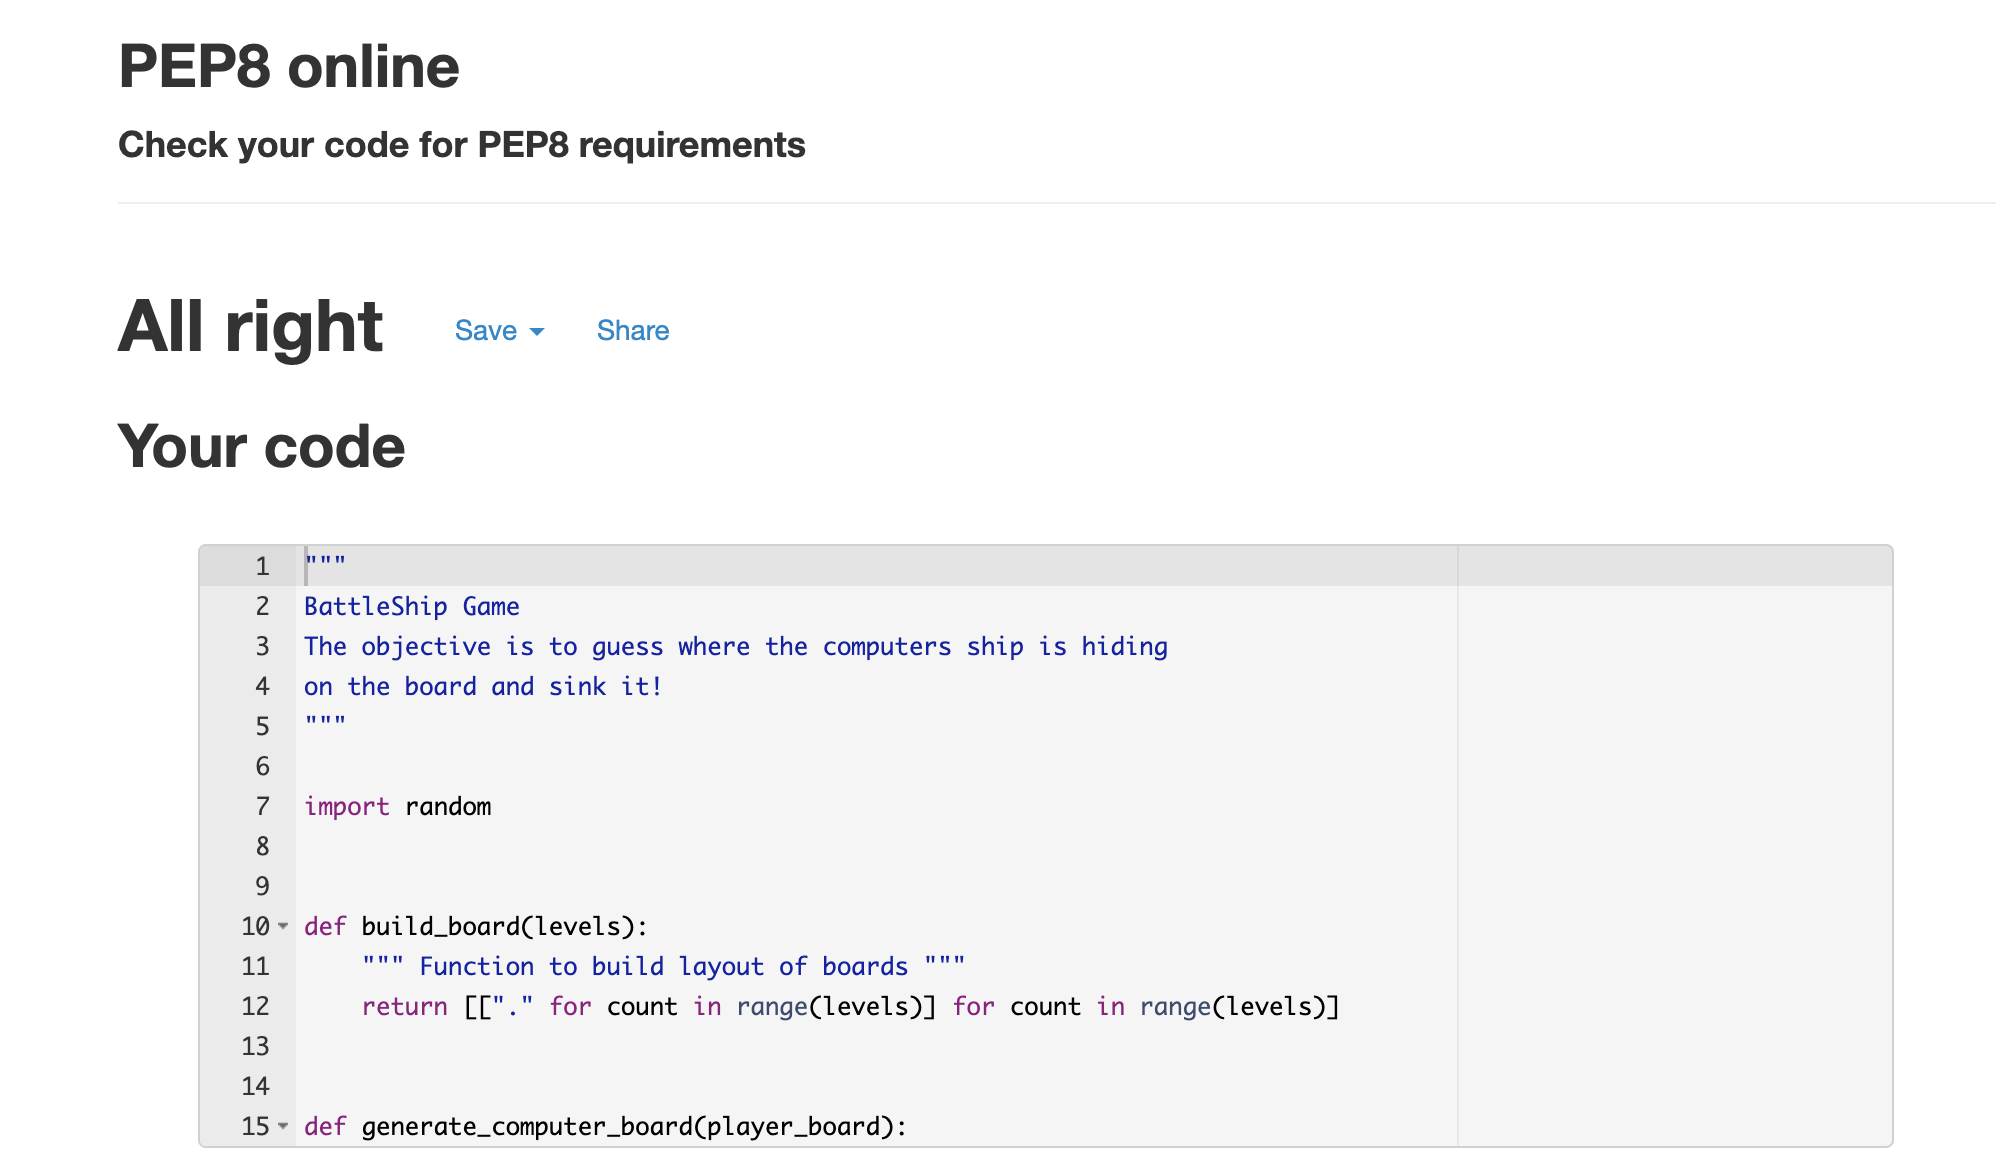 PEP8 online
Check your code for PEP8 requirements
All right Save Share
Your code
1 """
2 BattleShip Game
3 The objective is to guess where the computers ship is hiding
4 on the board and sink it!
5 """
6
7 import random
8
9
10 def build_board(levels):
11     """ Function to build layout of boards """
12     return [["." for count in range(levels)] for count in range(levels)]
13
14
15 def generate_computer_board(player_board):